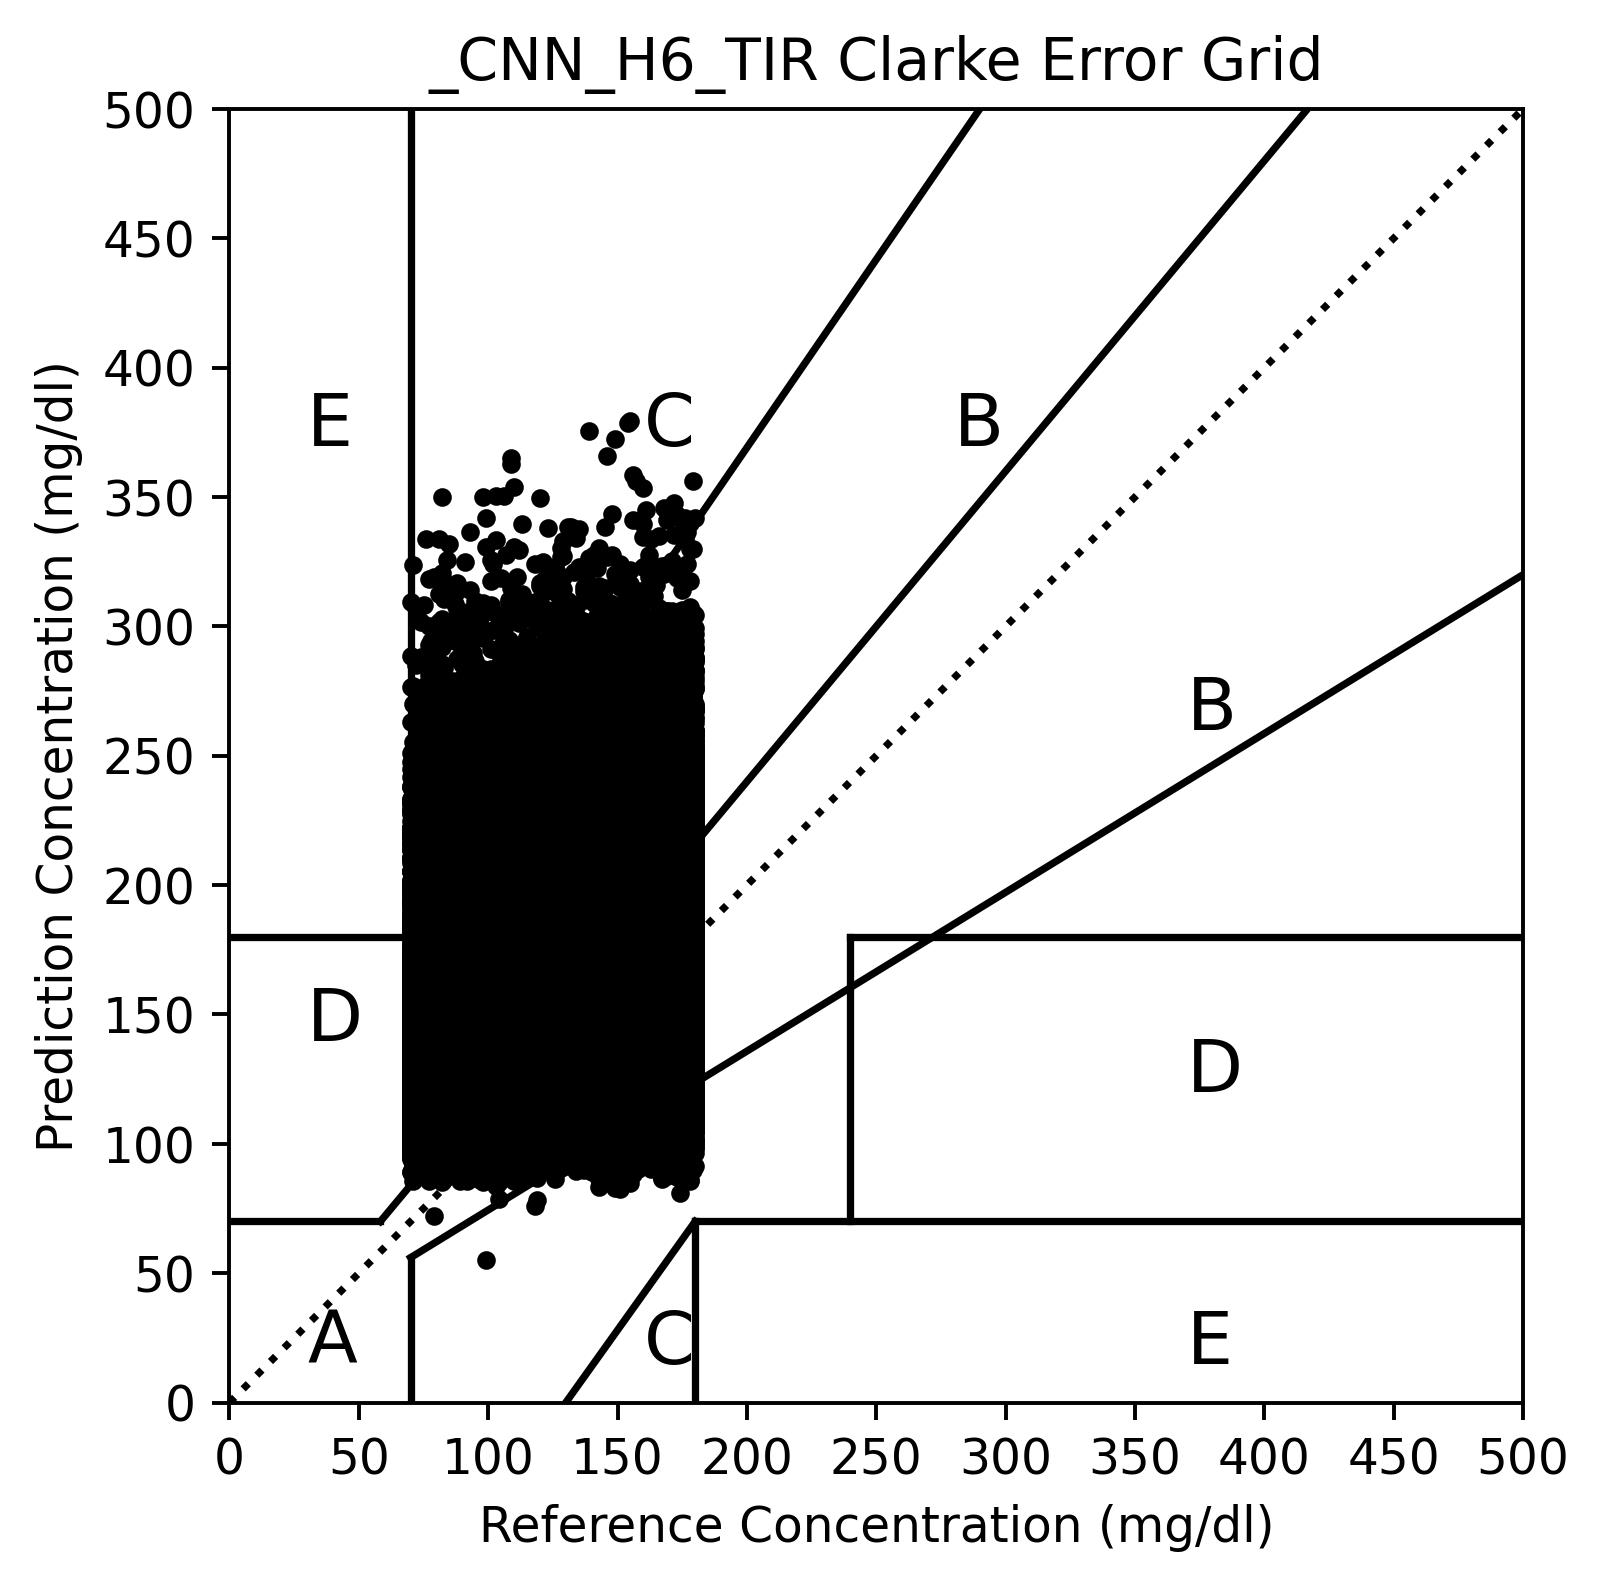 _CNN_H6_TIR Clarke Error Grid
500
450
400
350
300
250
200
150
100
50
0
Prediction Concentration (mg/dl)
E
C
B
B
D
D
A
C
E
0 50 100 150 200 250 300 350 400 450 500
Reference Concentration (mg/dl)